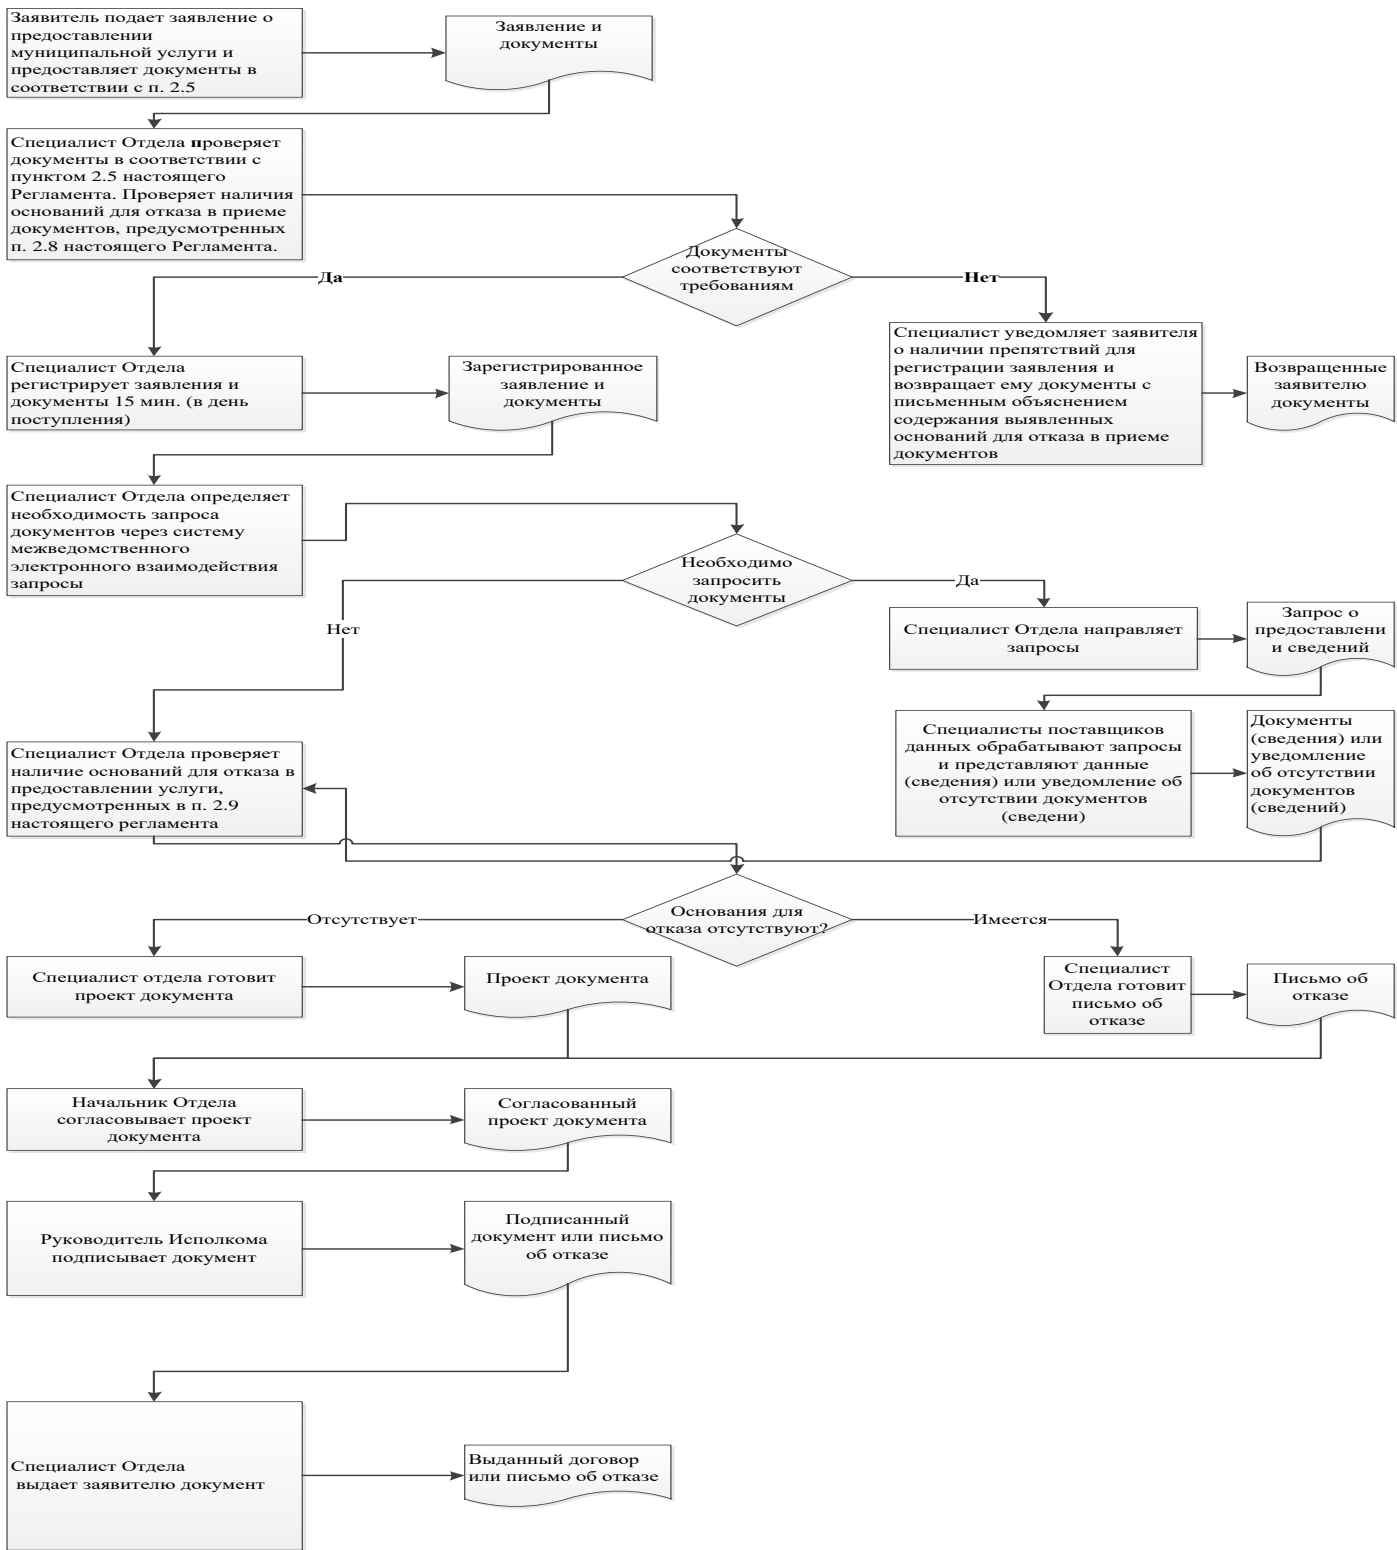 Заявитель подает заявление о
предоставлении
муниципальной услуги и
предоставляет документы в
соответствии с п. 2.5
Заявление и
документы
Специалист Отдела проверяет
документы в соответствии с
пунктом 2.5 настоящего
Регламента. Проверяет наличия
оснований для отказа в приеме
документов, предусмотренных
п. 2.8 настоящего Регламента.
Документы
соответствуют
требованиям
Да
Нет
Специалист Отдела
регистрирует заявления и
документы 15 мин. (в день
поступления)
Зарегистрированное
заявление и
документы
Специалист уведомляет заявителя
о наличии препятствий для
регистрации заявления и
возвращает ему документы с
письменным объяснением
содержания выявленных
оснований для отказа в приеме
документов
Возвращенные
заявителю
документы
Специалист Отдела определяет
необходимость запроса
документов через систему
межведомственного
электронного взаимодействия
запросы
Необходимо
запросить
документы
Да
Нет
Специалист Отдела направляет
запросы
Запрос о
предоставлени
и сведений
Специалисты поставщиков
данных обрабатывают запросы
и представляют данные
(сведения) или уведомление об
отсутствии документов
(сведени)
Документы
(сведения) или
уведомление
об отсутствии
документов
(сведений)
Специалист Отдела проверяет
наличие оснований для отказа в
предоставлении услуги,
предусмотренных в п. 2.9
настоящего регламента
Основания для
отказа отсутствуют?
Отсутствует
Имеется
Специалист отдела готовит
проект документа
Проект документа
Специалист
Отдела готовит
письмо об
отказе
Письмо об
отказе
Начальник Отдела
согласовывает проект
документа
Согласованный
проект документа
Руководитель Исполкома
подписывает документ
Подписанный
документ или письмо
об отказе
Специалист Отдела
выдает заявителю документ
Выданный договор
или письмо об отказе